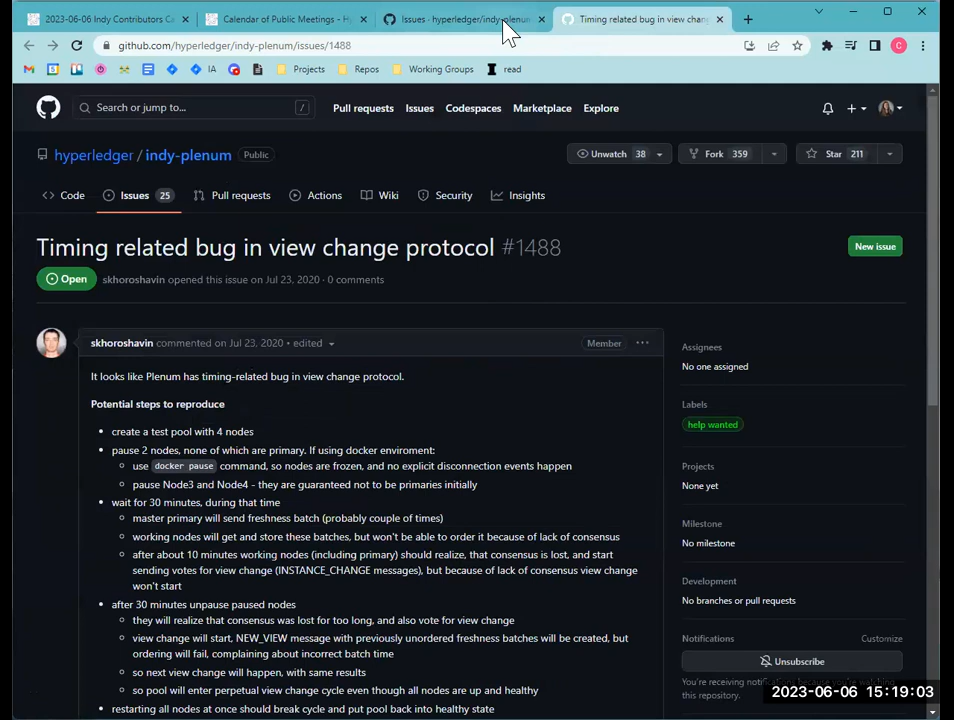 2023-06-06 Indy Contributors Ca
Calendar of Public Meetings - Hy
Issues · hyperledger/indy-plenum
Timing related bug in view chang
github.com/hyperledger/indy-plenum/issues/1488
IA
Projects
Repos
Working Groups
read
Search or jump to...
/
Pull requests
Issues
Codespaces
Marketplace
Explore
hyperledger / indy-plenum
Public
Unwatch 38
Fork 359
Star 211
Code
Issues 25
Pull requests
Actions
Wiki
Security
Insights
Timing related bug in view change protocol #1488
New issue
Open
skhoroshavin opened this issue on Jul 23, 2020 · 0 comments
skhoroshavin commented on Jul 23, 2020 • edited
Member
It looks like Plenum has timing-related bug in view change protocol.
Potential steps to reproduce
• create a test pool with 4 nodes
• pause 2 nodes, none of which are primary. If using docker enviroment:
use docker pause command, so nodes are frozen, and no explicit disconnection events happen
pause Node3 and Node4 - they are guaranteed not to be primaries initially
• wait for 30 minutes, during that time
master primary will send freshness batch (probably couple of times)
working nodes will get and store these batches, but won't be able to order it because of lack of consensus
after about 10 minutes working nodes (including primary) should realize, that consensus is lost, and start
sending votes for view change (INSTANCE_CHANGE messages), but because of lack of consensus view change
won't start
• after 30 minutes unpause paused nodes
they will realize that consensus was lost for too long, and also vote for view change
view change will start, NEW_VIEW message with previously unordered freshness batches will be created, but
ordering will fail, complaining about incorrect batch time
so next view change will happen, with same results
so pool will enter perpetual view change cycle even though all nodes are up and healthy
• restarting all nodes at once should break cycle and put pool back into healthy state
Assignees
No one assigned
Labels
help wanted
Projects
None yet
Milestone
No milestone
Development
No branches or pull requests
Notifications
Customize
Unsubscribe
You're receiving notifications because you're watching
this repository.
2023-06-06 15:19:03